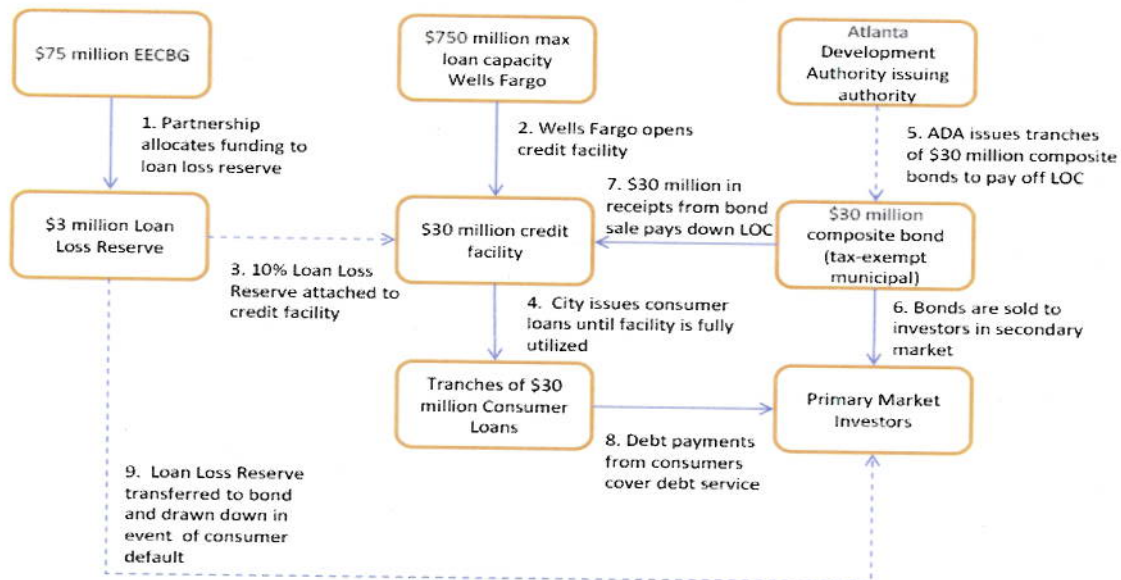 $75 million EECBG
$750 million max
loan capacity
Wells Fargo
Atlanta
Development
Authority issuing
authority
1. Partnership
allocates funding to
loan loss reserve
2. Wells Fargo opens
credit facility
5. ADA issues tranches
of $30 million composite
bonds to pay off LOC
$3 million Loan
Loss Reserve
$30 million credit
facility
7. $30 million in
receipts from bond
sale pays down LOC
$30 million
composite bond
(tax-exempt
municipal)
3. 10% Loan Loss
Reserve attached to
credit facility
4. City issues consumer
loans until facility is fully
utilized
6. Bonds are sold to
investors in secondary
market
Tranches of $30
million Consumer
Loans
Primary Market
Investors
8. Debt payments
from consumers
cover debt service
9. Loan Loss Reserve
transferred to bond
and drawn down in
event of consumer
default